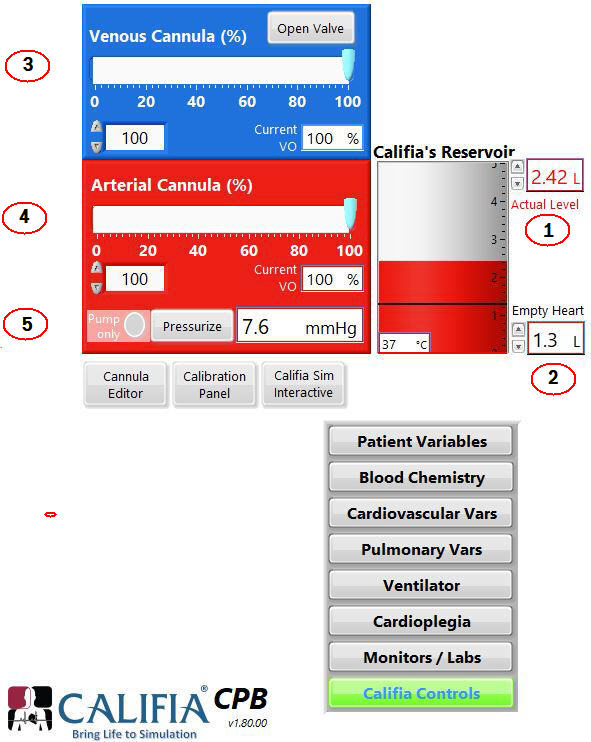 Venous Cannula (%)
Open Valve
3
0 20 40 60 80 100
100
Current
VO
100 %
Califia's Reservoir
Arterial Cannula (%)
4
0 20 40 60 80 100
100
Current
VO
100 %
5
4
3
2
1
2.42 L
Actual Level
1
5
Pump
only
Pressurize
7.6 mmHg
37 °C
Empty Heart
1.3 L
2
Cannula
Editor
Calibration
Panel
Califia Sim
Interactive
Patient Variables
Blood Chemistry
Cardiovascular Vars
Pulmonary Vars
Ventilator
Cardioplegia
Monitors / Labs
Califia Controls
CALIFIA® CPB
v1.80.00
Bring Life to Simulation